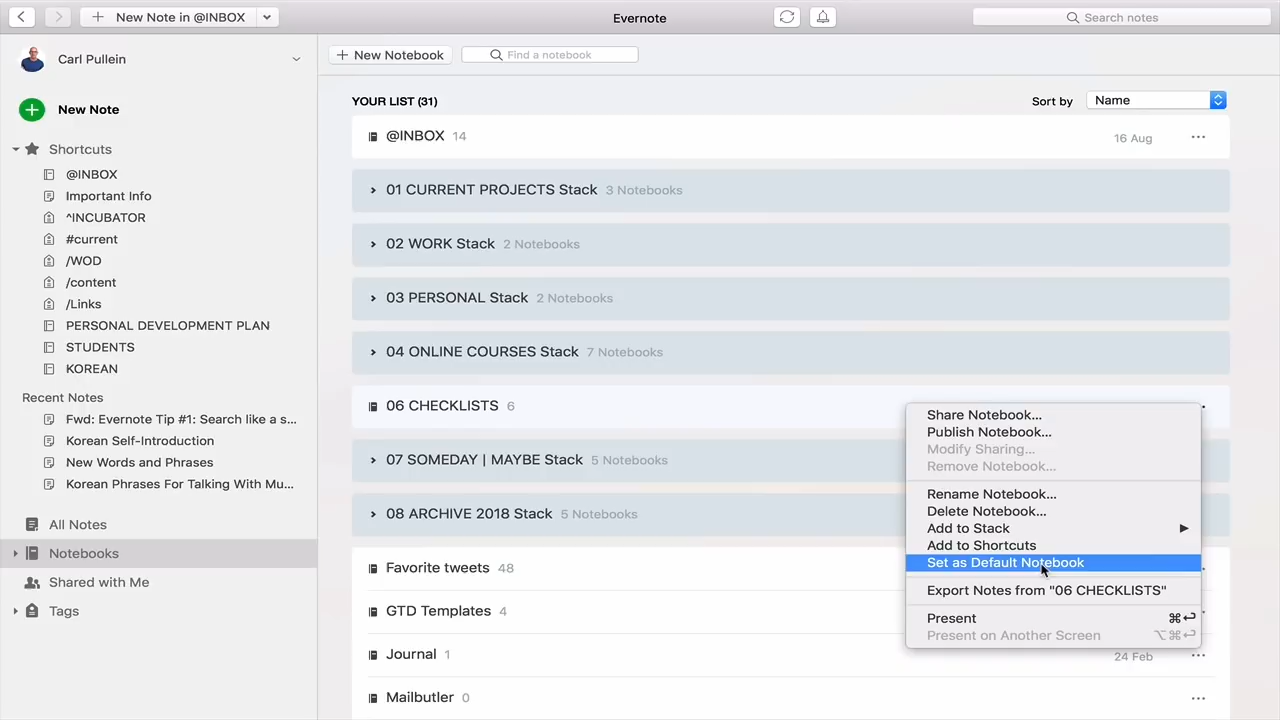 New Note in @INBOX
Evernote
Search notes
Carl Pullein
New Notebook
Find a notebook
New Note
YOUR LIST (31)
Sort by
Name
Shortcuts
@INBOX
Important Info
^INCUBATOR
#current
/WOD
/content
/Links
PERSONAL DEVELOPMENT PLAN
STUDENTS
KOREAN
Recent Notes
Fwd: Evernote Tip #1: Search like a s...
Korean Self-Introduction
New Words and Phrases
Korean Phrases For Talking With Mu...
All Notes
Notebooks
Shared with Me
Tags
@INBOX 14
16 Aug
01 CURRENT PROJECTS Stack 3 Notebooks
02 WORK Stack 2 Notebooks
03 PERSONAL Stack 2 Notebooks
04 ONLINE COURSES Stack 7 Notebooks
06 CHECKLISTS 6
07 SOMEDAY | MAYBE Stack 5 Notebooks
08 ARCHIVE 2018 Stack 5 Notebooks
Favorite tweets 48
GTD Templates 4
Journal 1
24 Feb
Mailbutler 0
Share Notebook...
Publish Notebook...
Modify Sharing...
Remove Notebook...
Rename Notebook...
Delete Notebook...
Add to Stack
Add to Shortcuts
Set as Default Notebook
Export Notes from "06 CHECKLISTS"
Present ⌘↩
Present on Another Screen ⌥⌘↩